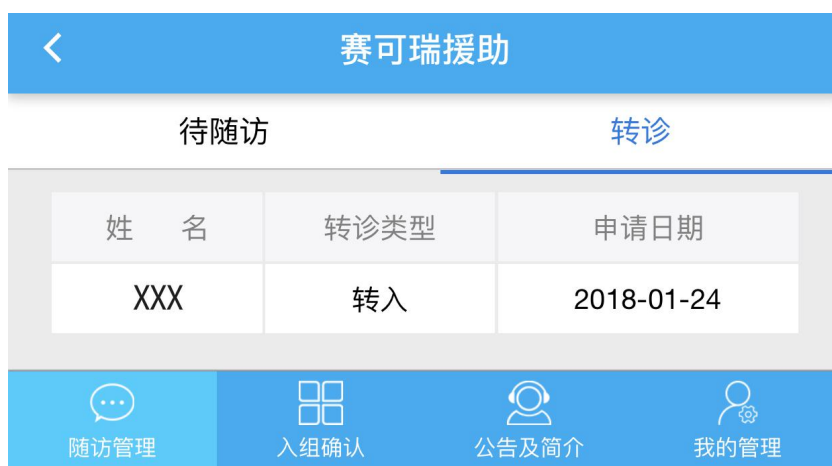 赛可瑞援助
待随访 转诊
姓 名 转诊类型 申请日期
XXX 转入 2018-01-24
随访管理 入组确认 公告及简介 我的管理